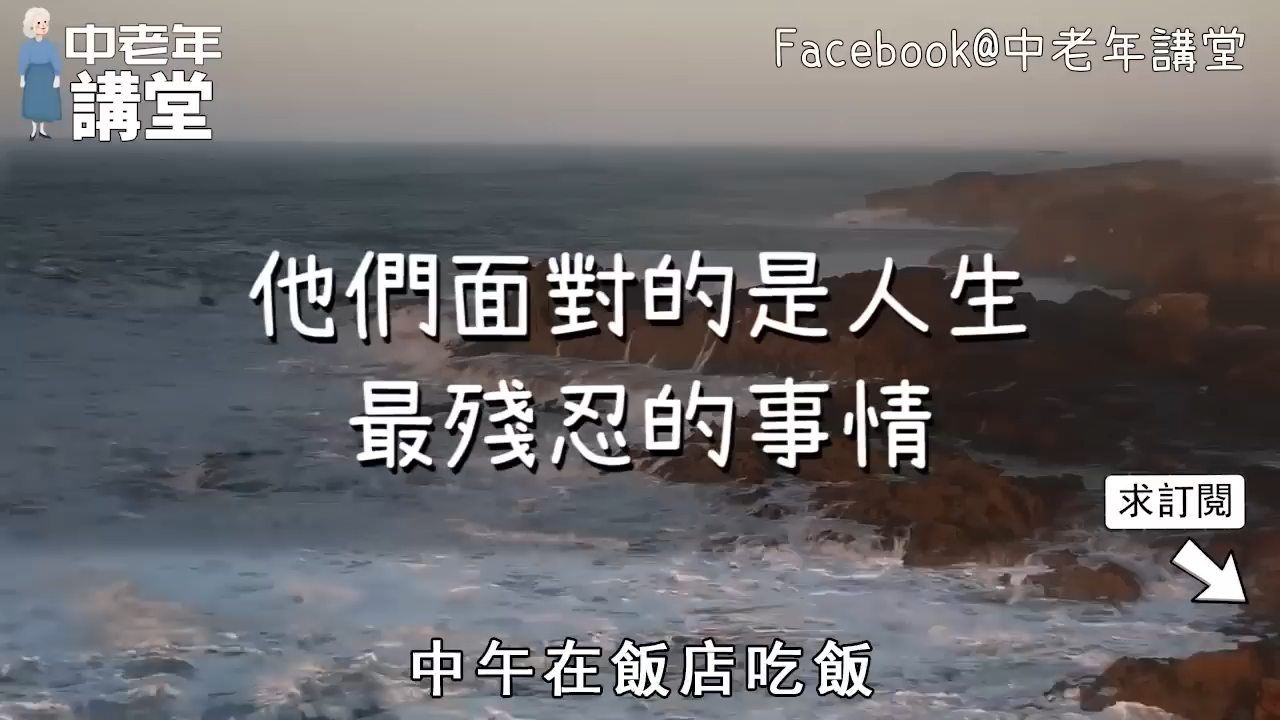 中老年
講堂
Facebook@中老年講堂
他們面對的是人生
最殘忍的事情
求訂閱
中午在飯店吃飯